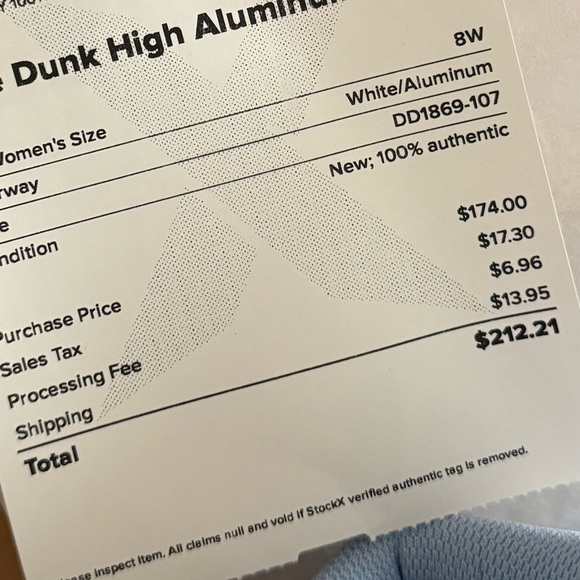 Dunk High Aluminum
Women's Size 8W
White/Aluminum
DD1869-107
New; 100% authentic
Purchase Price $174.00
Sales Tax $17.30
Processing Fee $6.96
Shipping $13.95
Total $212.21
Inspect item. All claims null and void if StockX verified authentic tag is removed.